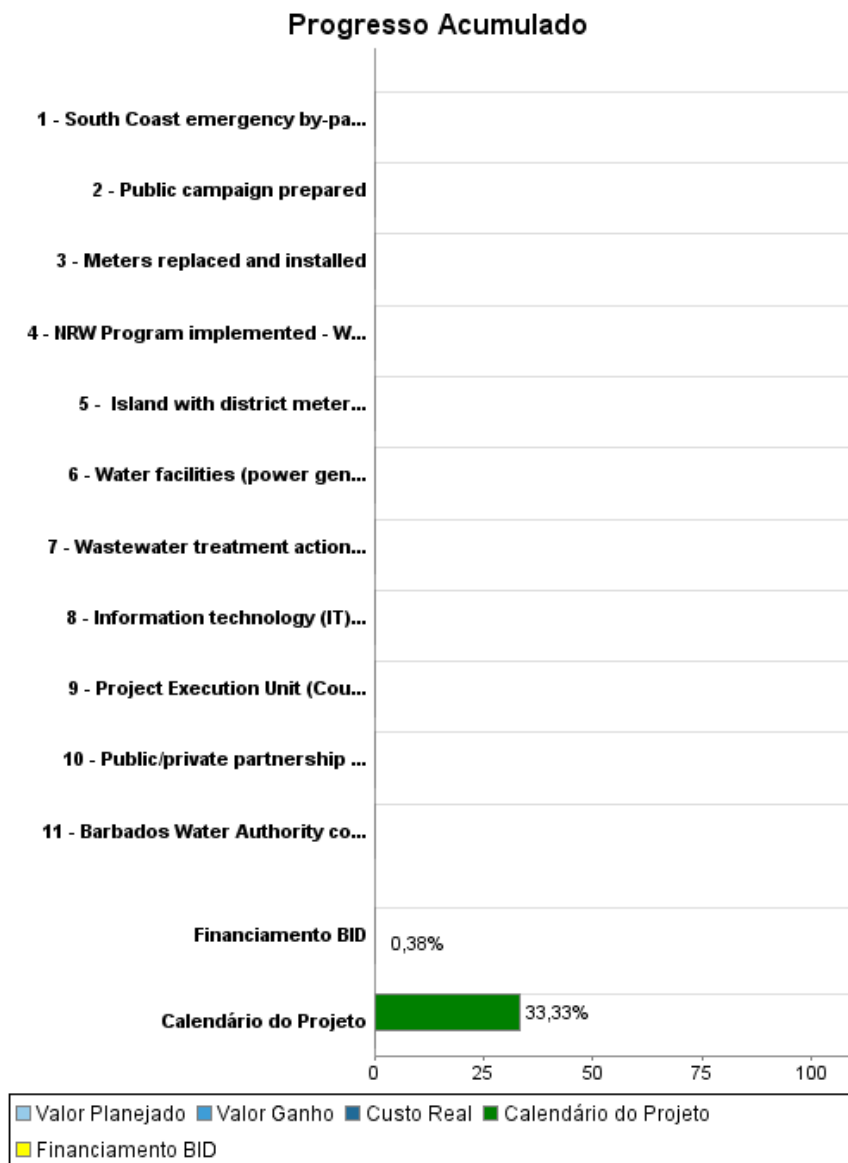 Progresso Acumulado
1 - South Coast emergency by-pa...
2 - Public campaign prepared
3 - Meters replaced and installed
4 - NRW Program implemented - W...
5 -  Island with district meter...
6 - Water facilities (power gen...
7 - Wastewater treatment action...
8 - Information technology (IT)...
9 - Project Execution Unit (Cou...
10 - Public/private partnership ...
11 - Barbados Water Authority co...
Financiamento BID 0,38%
Calendário do Projeto 33,33%
0 25 50 75 100
Valor Planejado Valor Ganho Custo Real Calendário do Projeto
Financiamento BID